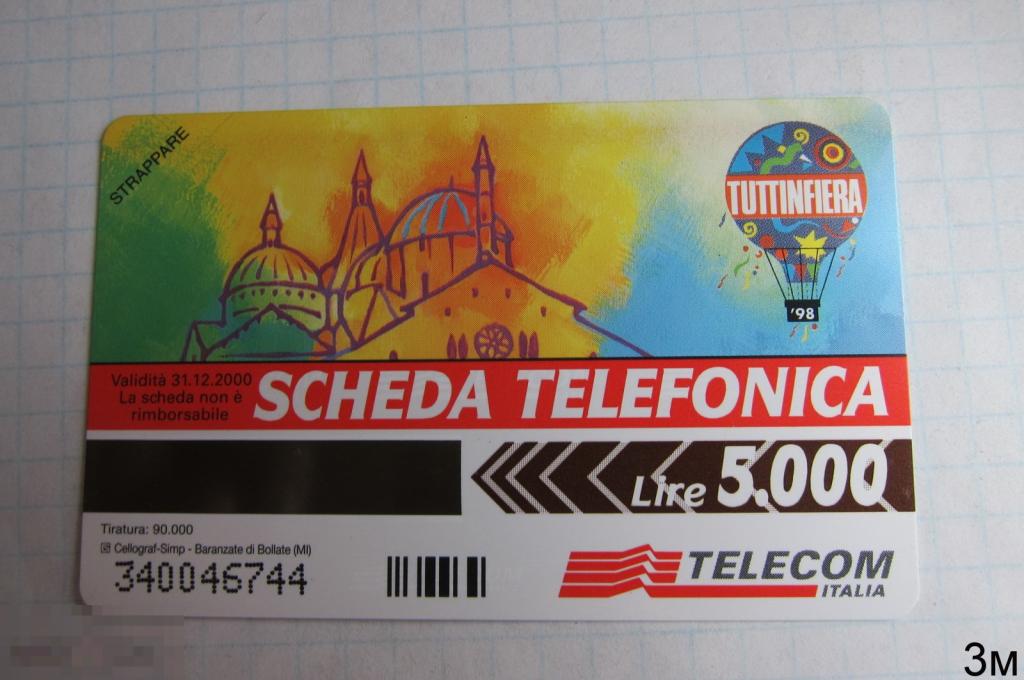 STRAPPARE
TUTTINFIERA
'98
Validità 31.12.2000
La scheda non è
rimborsabile
SCHEDA TELEFONICA
Lire 5.000
Tiratura: 90.000
Cellograf-Simp - Baranzate di Bollate (MI)
340046744
TELECOM
ITALIA
3м